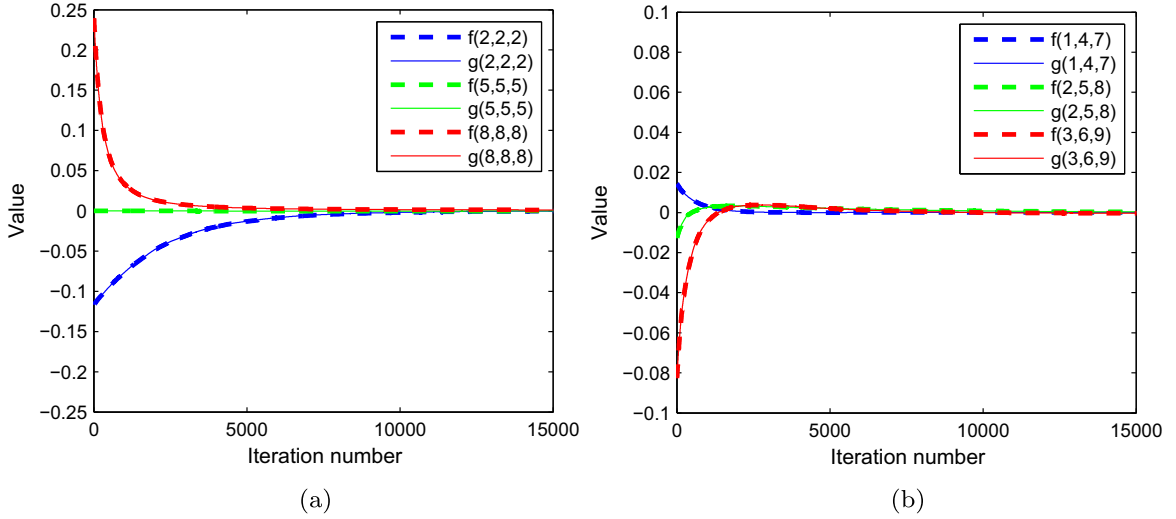 0.25
0.2
0.15
0.1
0.05
0
−0.05
−0.1
−0.15
−0.2
−0.25
Value
0
5000
10000
15000
Iteration number
f(2,2,2)
g(2,2,2)
f(5,5,5)
g(5,5,5)
f(8,8,8)
g(8,8,8)
(a)
0.1
0.08
0.06
0.04
0.02
0
−0.02
−0.04
−0.06
−0.08
−0.1
Value
0
5000
10000
15000
Iteration number
f(1,4,7)
g(1,4,7)
f(2,5,8)
g(2,5,8)
f(3,6,9)
g(3,6,9)
(b)